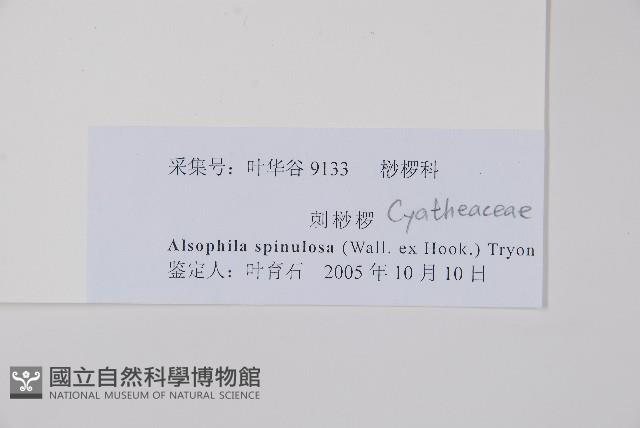 采集号：叶华谷 9133 桫椤科
刺桫椤 Cyatheaceae
Alsophila spinulosa (Wall. ex Hook.) Tryon
鉴定人：叶育石 2005 年 10 月 10 日
國立自然科學博物館
NATIONAL MUSEUM OF NATURAL SCIENCE